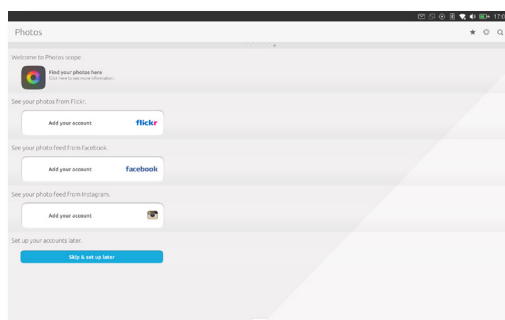 17:0
Photos
Welcome to Photos scope
Find your photos here
Click here to see more information.
See your photos from Flickr.
Add your account
flickr
See your photo feed from Facebook.
Add your account
facebook
See your photo feed from Instagram.
Add your account
Set up your accounts later.
Skip & set up later